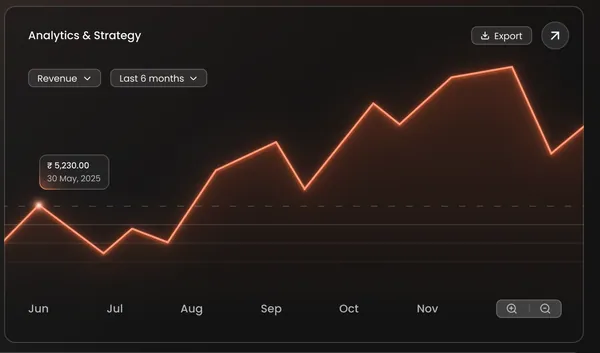 Analytics & Strategy
Export
Revenue
Last 6 months
₹ 5,230.00
30 May, 2025
Jun Jul Aug Sep Oct Nov